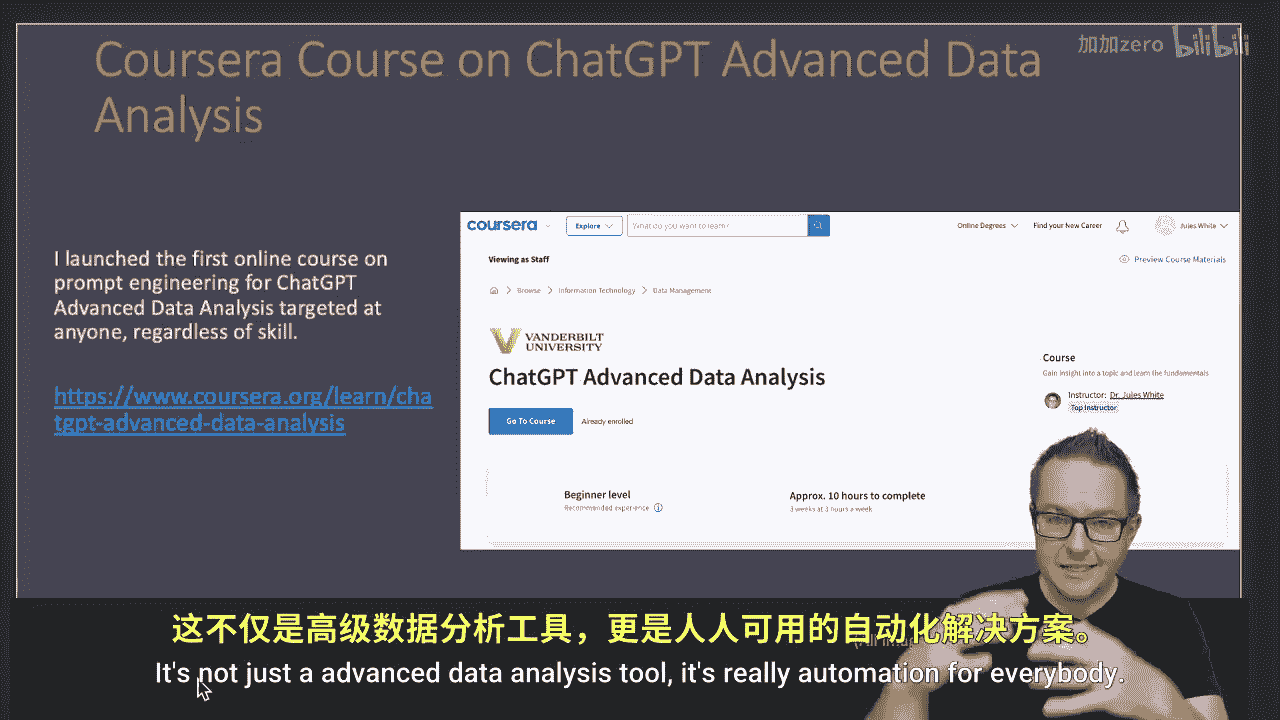 Coursera Course on ChatGPT Advanced Data
Analysis
加加zero bilibili
I launched the first online course on
prompt engineering for ChatGPT
Advanced Data Analysis targeted at
anyone, regardless of skill.
https://www.coursera.org/learn/cha
tgpt-advanced-data-analysis
coursera Explore What do you want to learn? Online Degrees Find your New Career Jules White
Viewing as Staff Preview Course Materials
Browse > Information Technology > Data Management
VANDERBILT
UNIVERSITY
ChatGPT Advanced Data Analysis
Go To Course Already enrolled
Course
Gain insight into a topic and learn the fundamentals
Instructor: Dr. Jules White
Top Instructor
Beginner level
Recommended experience
Approx. 10 hours to complete
3 weeks at 3 hours a week
这不仅是高级数据分析工具，更是人人可用的自动化解决方案。
It's not just a advanced data analysis tool, it's really automation for everybody.